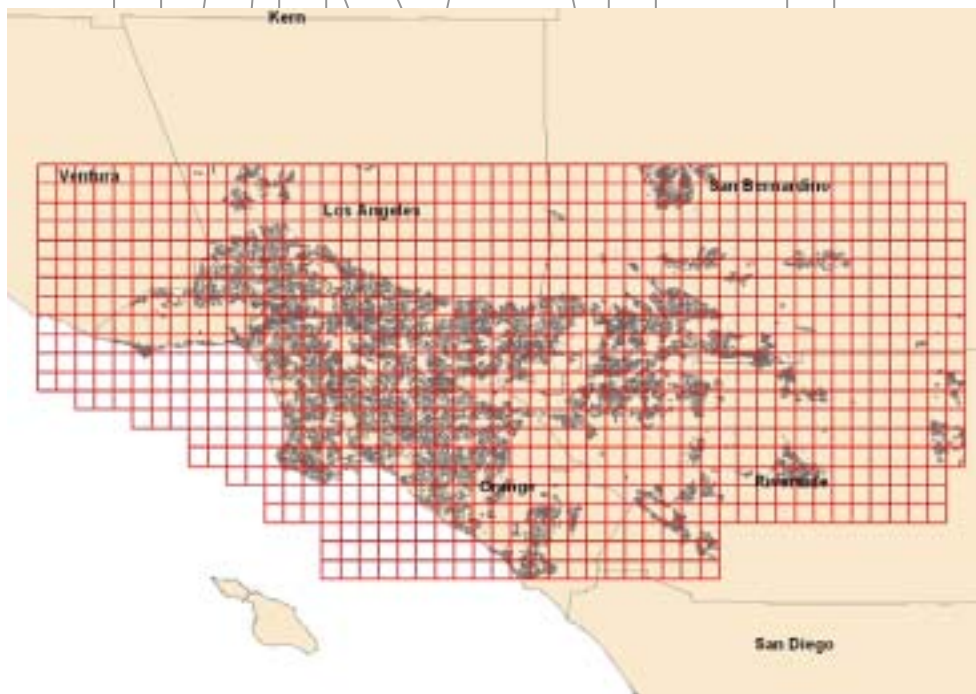 Kern
Ventura
San Bernardino
Los Angeles
Orange
Riverside
San Diego